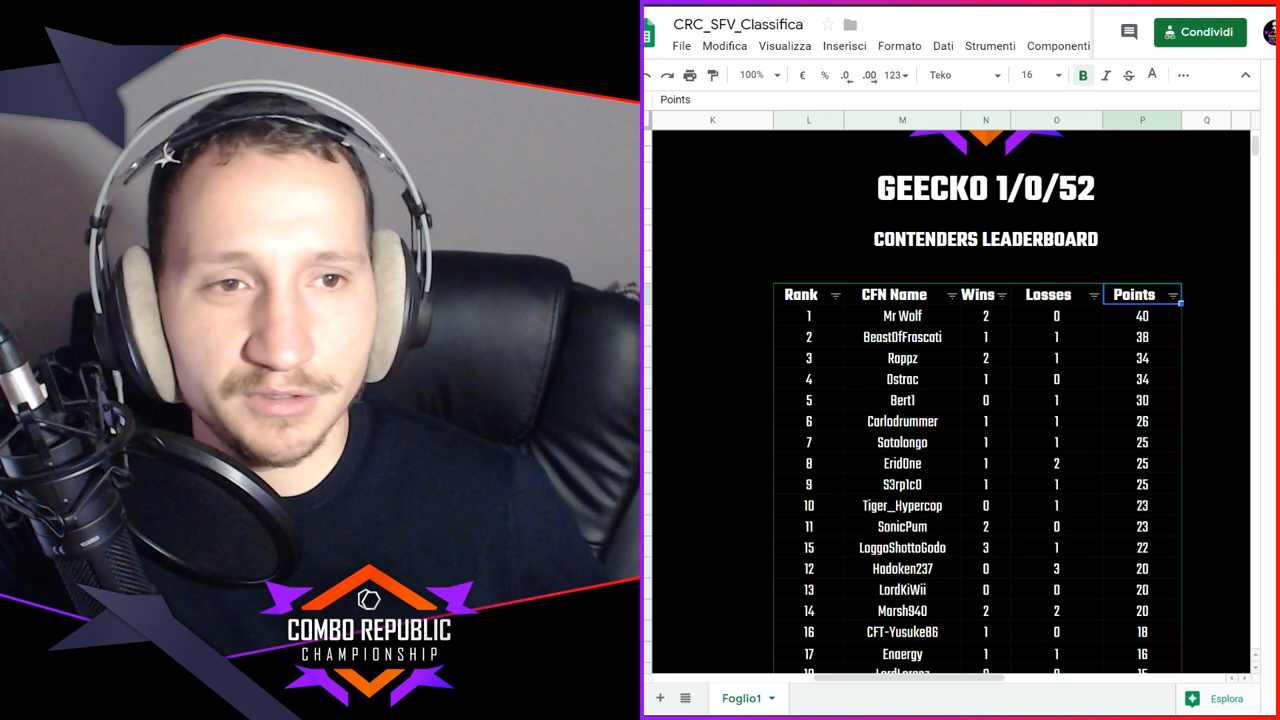 COMBO REPUBLIC
CHAMPIONSHIP
CRC_SFV_Classifica
Condividi
File Modifica Visualizza Inserisci Formato Dati Strumenti Componenti
100% € % .0 .00 123 Teko 16 B I S A
Points
K L M N O P Q
GEECKO 1/0/52
CONTENDERS LEADERBOARD
Rank CFN Name Wins Losses Points
1 Mr Wolf 2 0 40
2 BeastOfFrascati 1 1 38
3 Rappz 2 1 34
4 Ostrac 1 0 34
5 Bert1 0 1 30
6 Carlodrummer 1 1 26
7 Sotolongo 1 1 25
8 EridOne 1 2 25
9 S3rp1c0 1 1 25
10 Tiger_Hypercop 0 1 23
11 SonicPum 2 0 23
15 LoggoShottoGodo 3 1 22
12 Hadoken237 0 3 20
13 LordKiWii 0 0 20
14 Marsh940 2 2 20
16 CFT-Yusuke86 1 0 18
17 Enaergy 1 1 16
Foglio1
Esplora